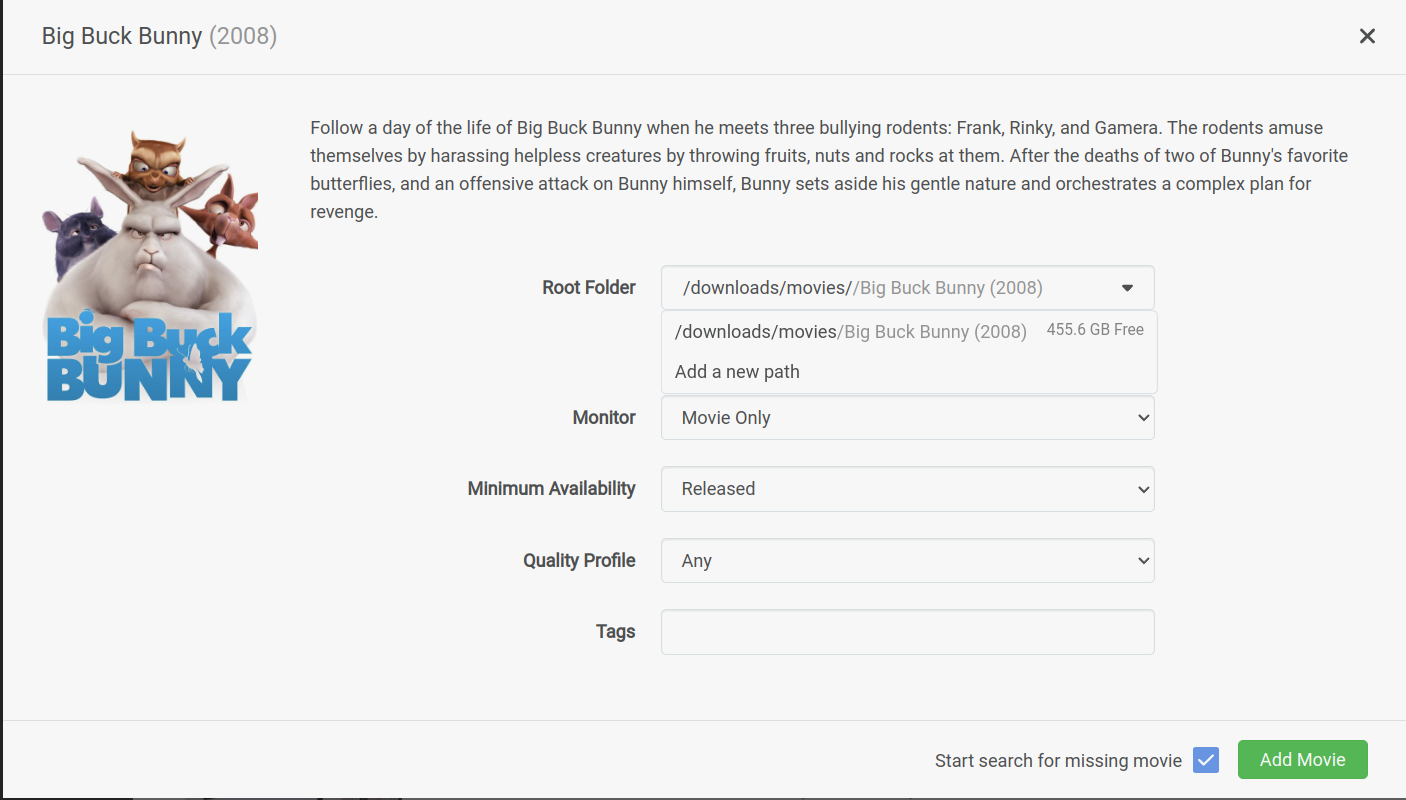 Big Buck Bunny (2008)
Follow a day of the life of Big Buck Bunny when he meets three bullying rodents: Frank, Rinky, and Gamera. The rodents amuse
themselves by harassing helpless creatures by throwing fruits, nuts and rocks at them. After the deaths of two of Bunny's favorite
butterflies, and an offensive attack on Bunny himself, Bunny sets aside his gentle nature and orchestrates a complex plan for
revenge.
Big Buck
BUNNY
Root Folder /downloads/movies//Big Buck Bunny (2008)
/downloads/movies/Big Buck Bunny (2008) 455.6 GB Free
Add a new path
Monitor Movie Only
Minimum Availability Released
Quality Profile Any
Tags
Start search for missing movie Add Movie